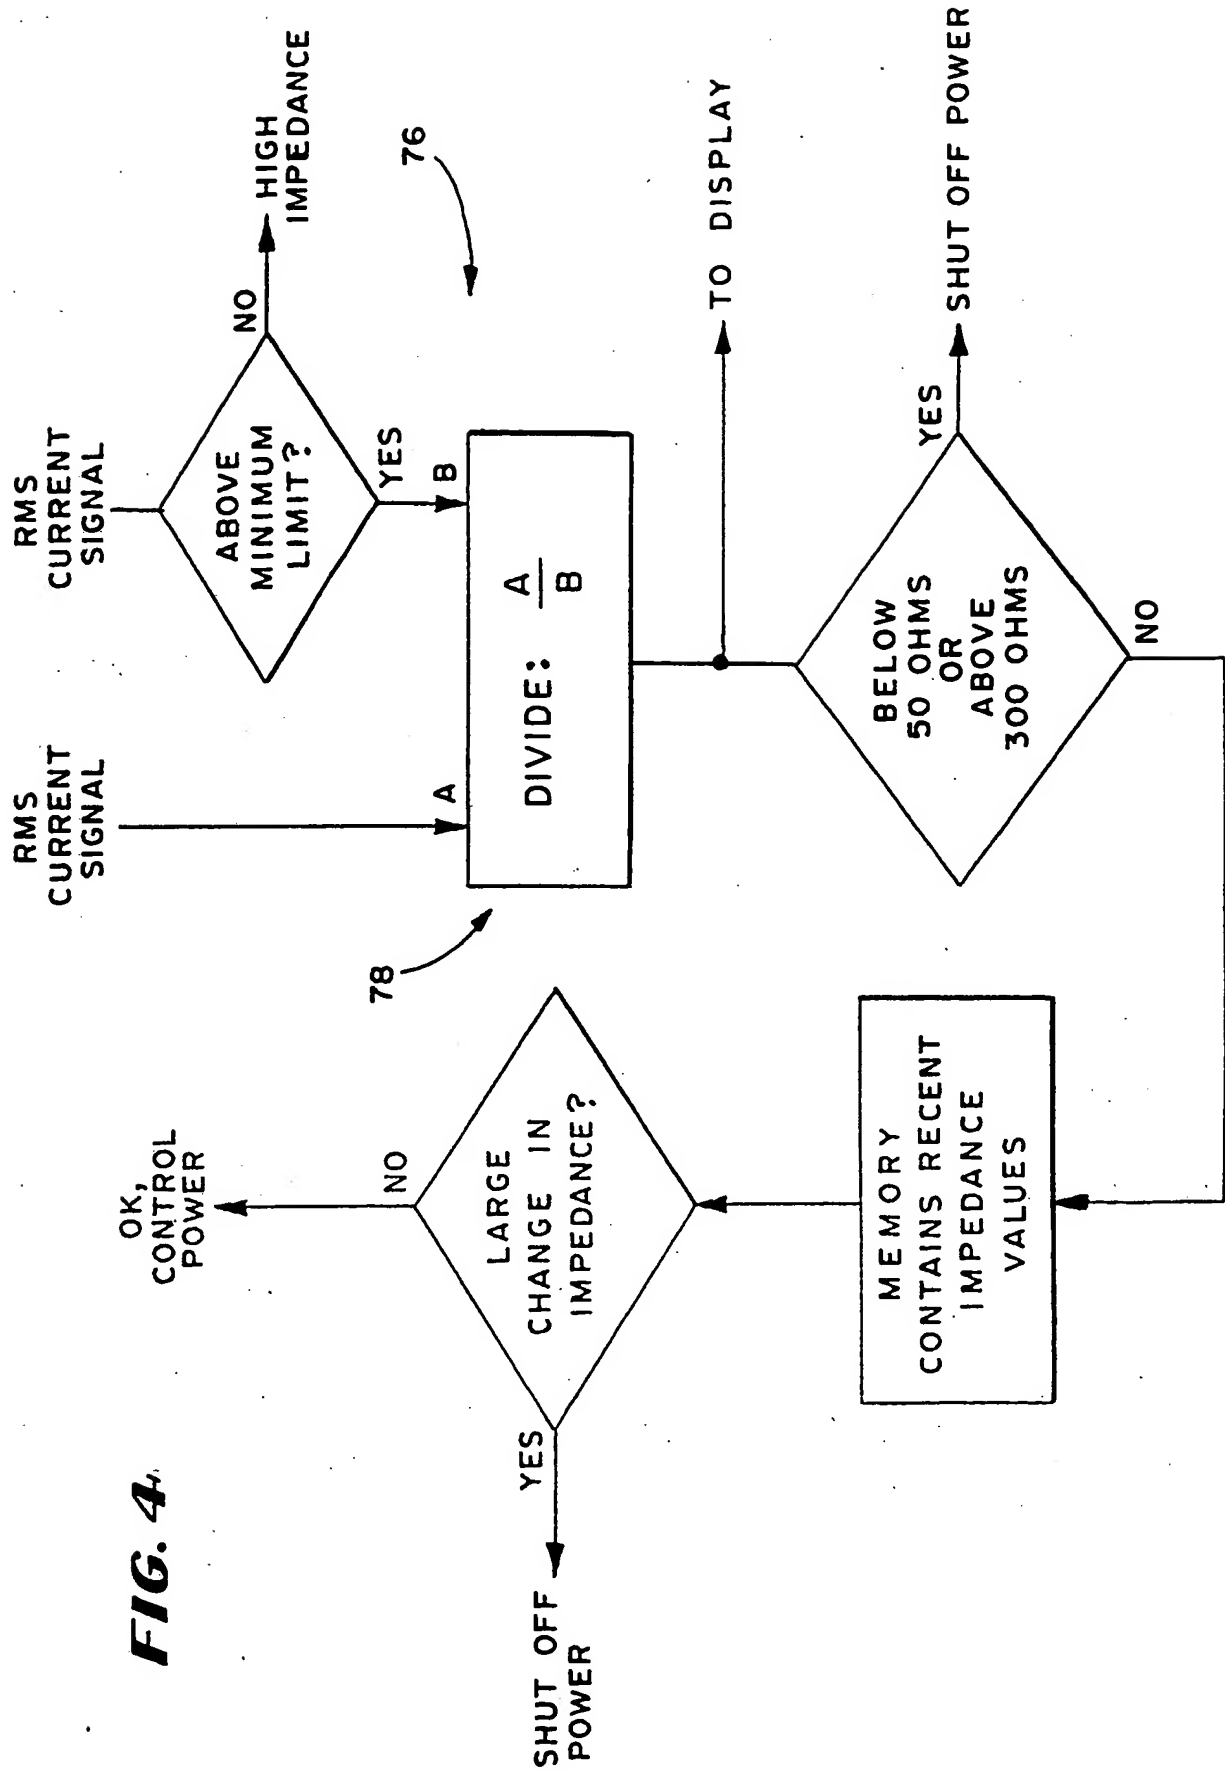 FIG. 4
RMS
CURRENT
SIGNAL
RMS
CURRENT
SIGNAL
ABOVE
MINIMUM
LIMIT?
NO
HIGH
IMPEDANCE
YES
A
B
76
78
DIVIDE: A
B
TO DISPLAY
BELOW
50 OHMS
OR
ABOVE
300 OHMS
YES
SHUT OFF POWER
NO
MEMORY
CONTAINS RECENT
IMPEDANCE
VALUES
LARGE
CHANGE IN
IMPEDANCE?
NO
OK,
CONTROL
POWER
YES
SHUT OFF
POWER